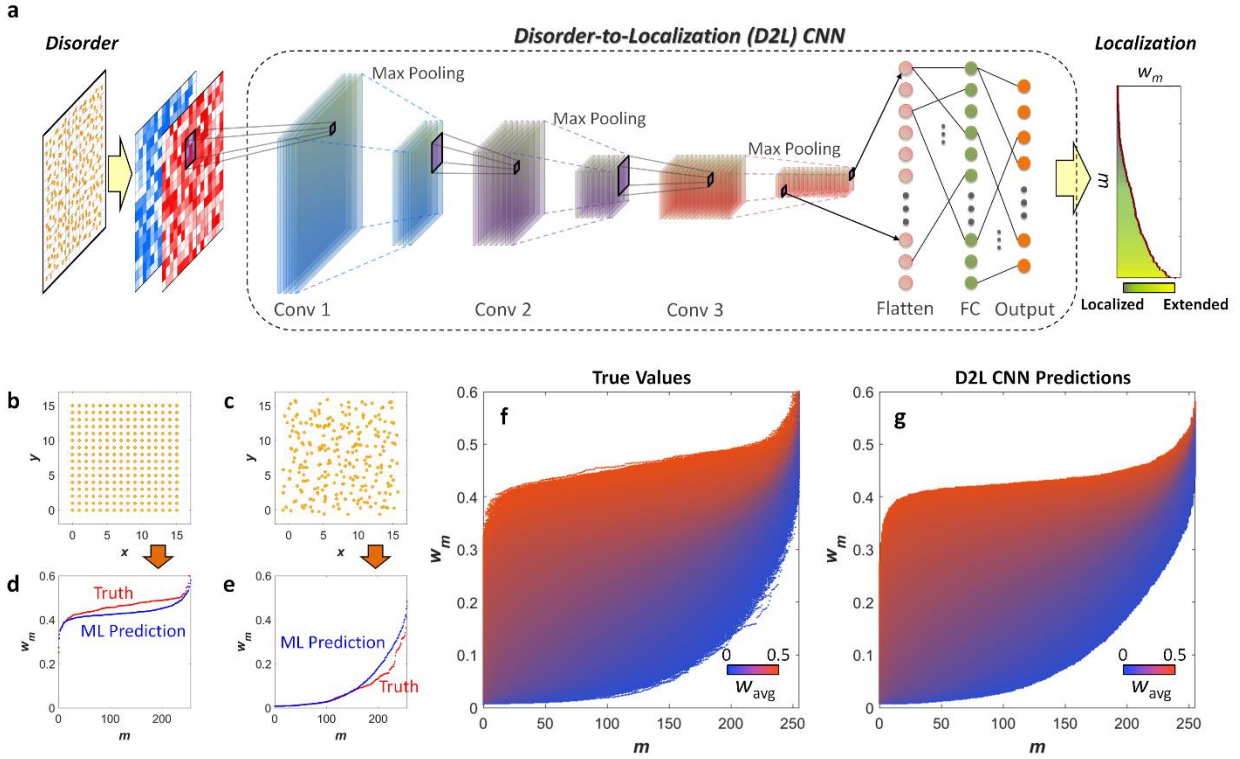 a
Disorder
Disorder-to-Localization (D2L) CNN
Localization
Max Pooling
Max Pooling
Max Pooling
w_m
m
Conv 1
Conv 2
Conv 3
Flatten
FC
Output
Localized
Extended
b
15
10
5
0
y
0 5 10 15
x
c
15
10
5
0
y
0 5 10 15
x
d
0.6
0.4
0.2
0
w_m
Truth
ML Prediction
0 100 200
m
e
0.6
0.4
0.2
0
w_m
ML Prediction
Truth
0 100 200
m
True Values
f
0.6
0.5
0.4
0.3
0.2
0.1
0
w_m
0 0.5
w_avg
0 50 100 150 200 250
m
D2L CNN Predictions
g
0.6
0.5
0.4
0.3
0.2
0.1
0
w_m
0 0.5
w_avg
0 50 100 150 200 250
m